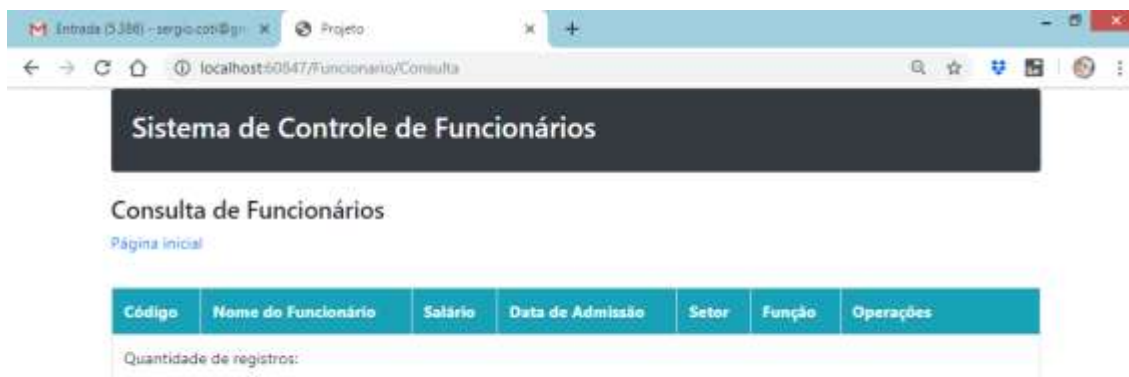 Entrada (5.386) - sergio.coti@gm
Projeto
localhost:60847/Funcionario/Consulta
Sistema de Controle de Funcionários
Consulta de Funcionários
Página inicial
Código Nome do Funcionário Salário Data de Admissão Setor Função Operações
Quantidade de registros: